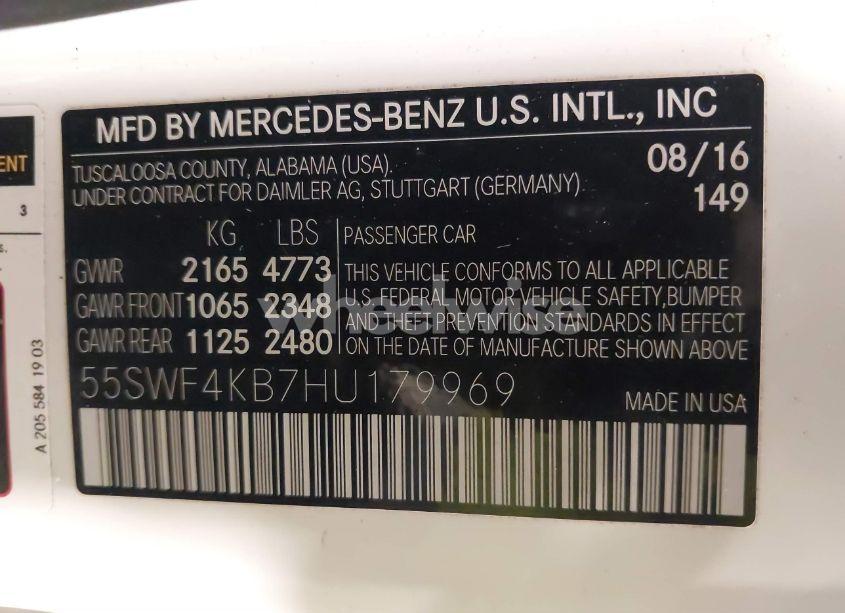 MFD BY MERCEDES-BENZ U.S. INTL., INC
TUSCALOOSA COUNTY, ALABAMA (USA).
UNDER CONTRACT FOR DAIMLER AG, STUTTGART (GERMANY)
08/16
149
KG LBS
GVWR 2165 4773
GAWR FRONT 1065 2348
GAWR REAR 1125 2480
PASSENGER CAR
THIS VEHICLE CONFORMS TO ALL APPLICABLE
U.S. FEDERAL MOTOR VEHICLE SAFETY,BUMPER
AND THEFT PREVENTION STANDARDS IN EFFECT
ON THE DATE OF MANUFACTURE SHOWN ABOVE
55SWF4KB7HU179969
MADE IN USA
A 205 584 19 03
ENT
3
s.
wheelwise